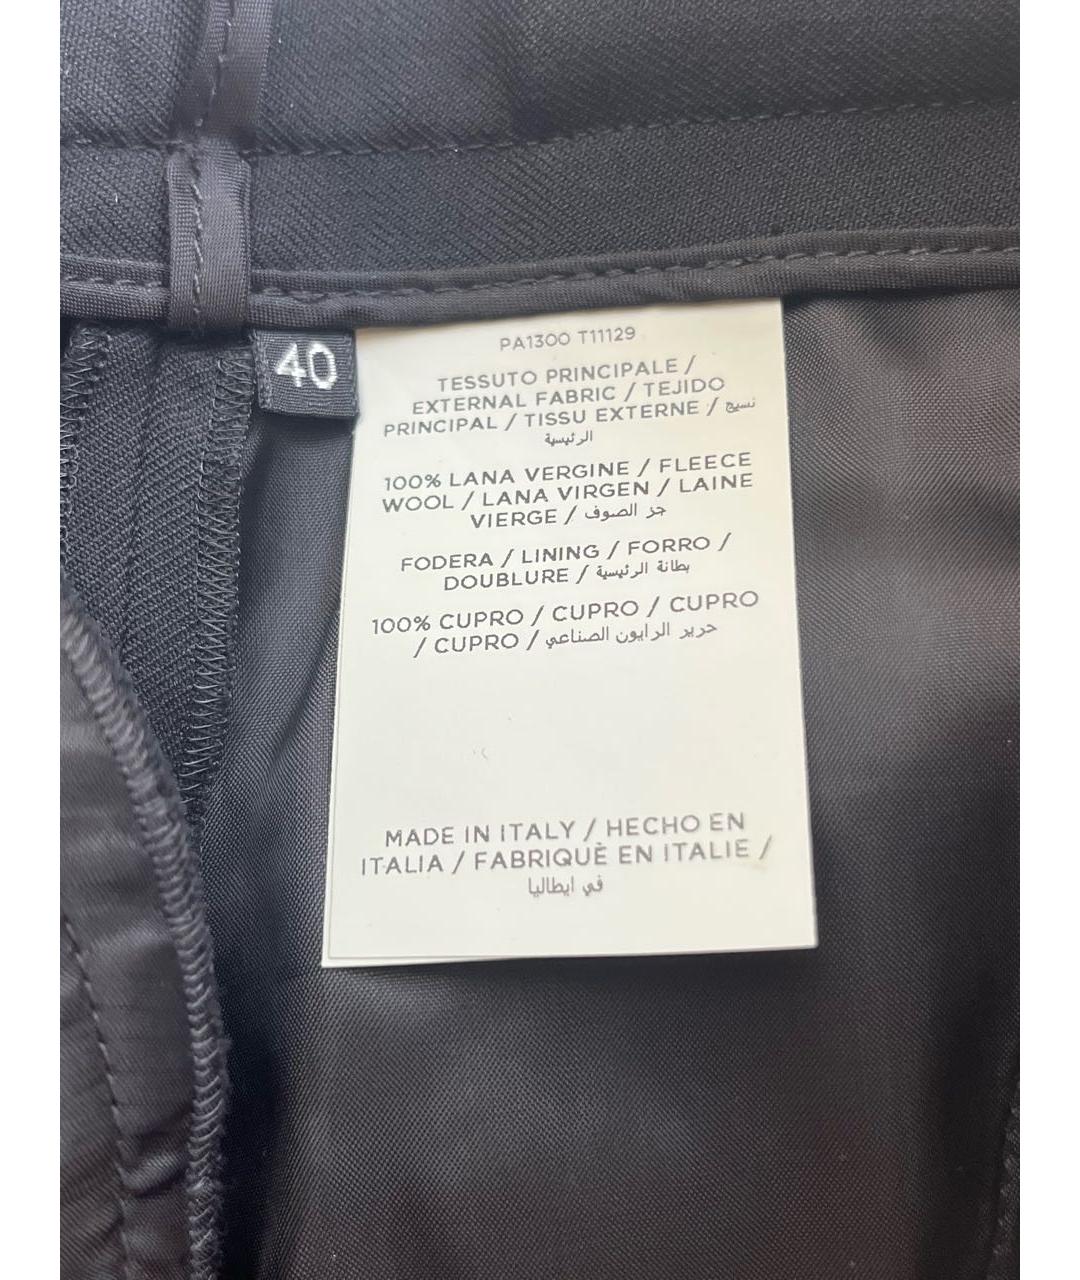 40
PA1300 T11129
TESSUTO PRINCIPALE /
EXTERNAL FABRIC / TEJIDO
PRINCIPAL / TISSU EXTERNE / نسيج
الرئيسية
100% LANA VERGINE / FLEECE
WOOL / LANA VIRGEN / LAINE
VIERGE / جز الصوف
FODERA / LINING / FORRO /
DOUBLURE / بطانة الرئيسية
100% CUPRO / CUPRO / CUPRO
/ CUPRO / حرير الرايون الصناعي
MADE IN ITALY / HECHO EN
ITALIA / FABRIQUÈ EN ITALIE /
في ايطاليا